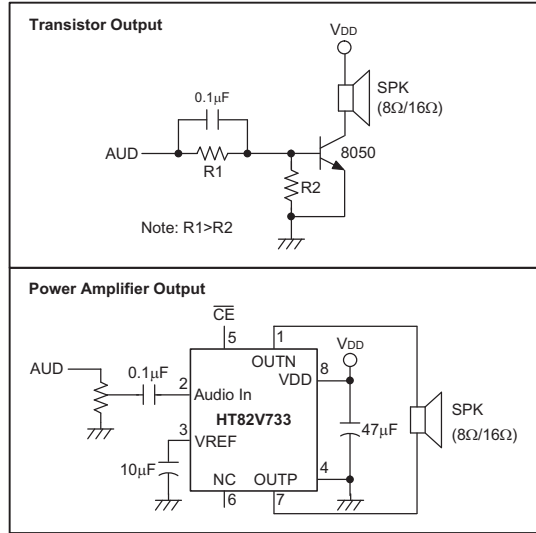 Transistor Output
VDD
SPK
(8Ω/16Ω)
0.1μF
AUD
R1
8050
R2
Note: R1>R2
Power Amplifier Output
CE
VDD
5
1
OUTN
8
VDD
AUD
0.1μF
2
Audio In
HT82V733
3
VREF
SPK
(8Ω/16Ω)
47μF
10μF
NC
OUTP
4
6
7